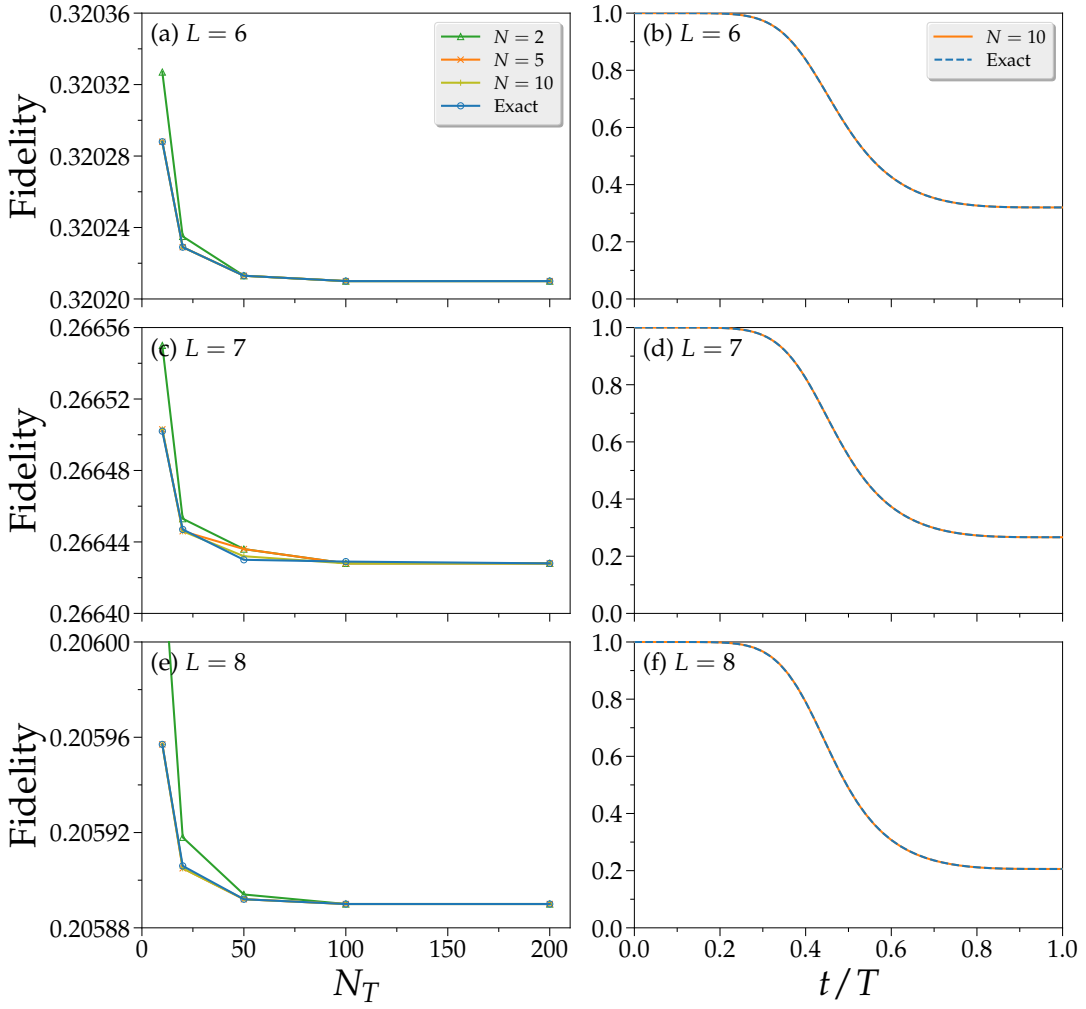 (a) L = 6
N = 2
N = 5
N = 10
Exact
Fidelity
0.32036
0.32032
0.32028
0.32024
0.32020
(b) L = 6
N = 10
Exact
1.0
0.8
0.6
0.4
0.2
0.0
(c) L = 7
Fidelity
0.26656
0.26652
0.26648
0.26644
0.26640
(d) L = 7
1.0
0.8
0.6
0.4
0.2
0.0
(e) L = 8
Fidelity
0.20600
0.20596
0.20592
0.20588
0 25 50 75 100 125 150 175 200
N_T
(f) L = 8
1.0
0.8
0.6
0.4
0.2
0.0
0.0 0.2 0.4 0.6 0.8 1.0
t/T